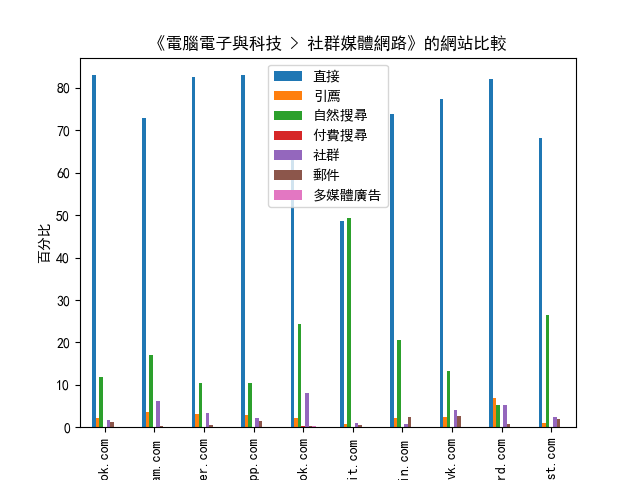 《電腦電子與科技 > 社群媒體網路》的網站比較
百分比
80
70
60
50
40
30
20
10
0
直接
引薦
自然搜尋
付費搜尋
社群
郵件
多媒體廣告
ok.com
am.com
er.com
pp.com
ok.com
it.com
in.com
vk.com
rd.com
st.com